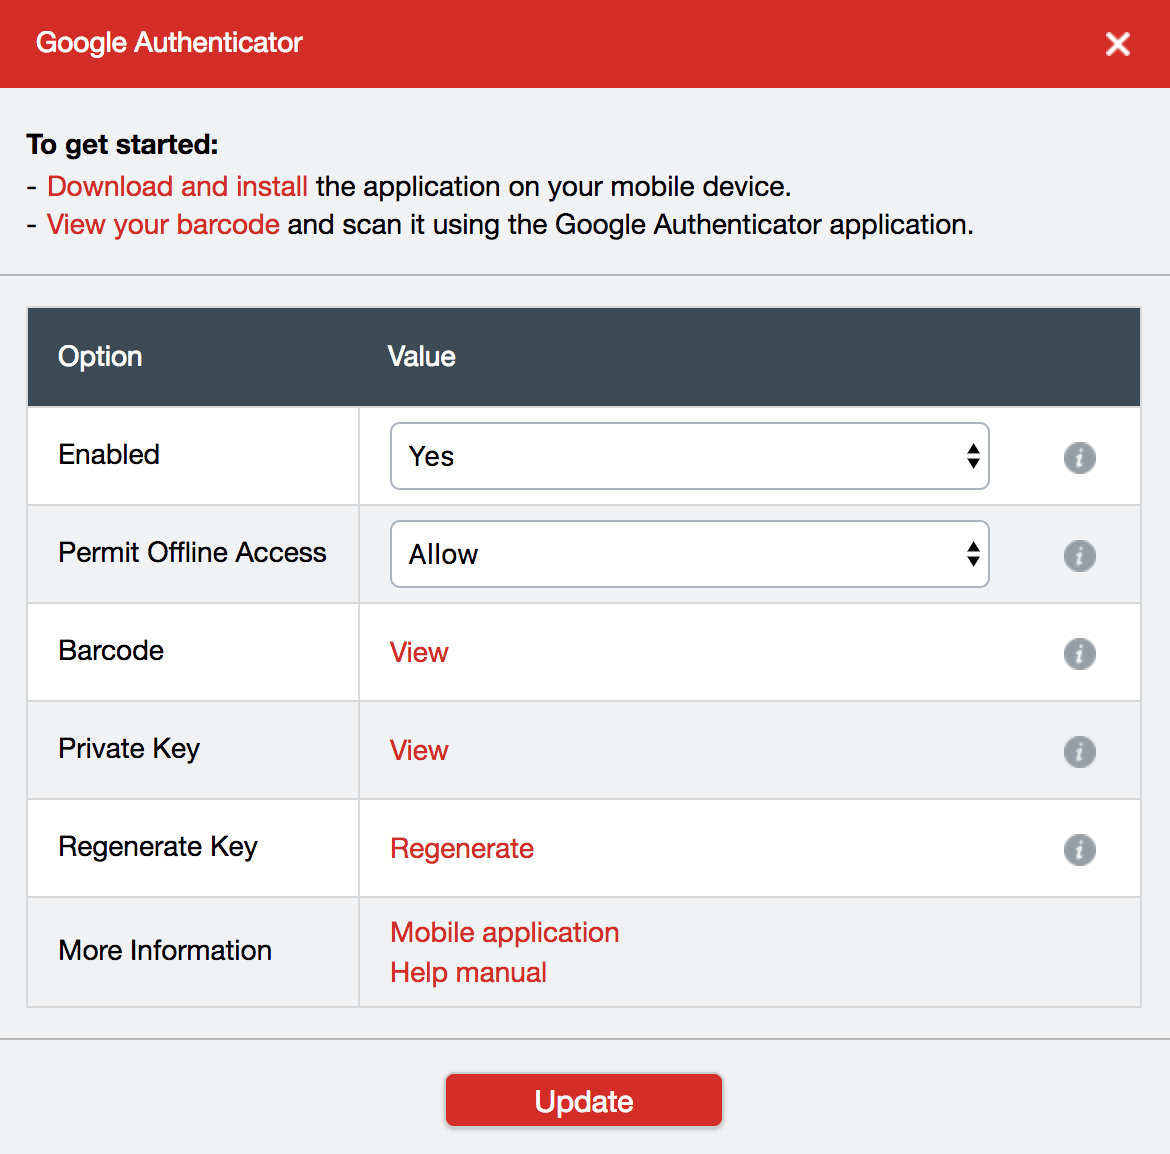 Google Authenticator
To get started:
- Download and install the application on your mobile device.
- View your barcode and scan it using the Google Authenticator application.
Option Value
Enabled Yes i
Permit Offline Access Allow i
Barcode View i
Private Key View i
Regenerate Key Regenerate i
More Information Mobile application
Help manual
Update